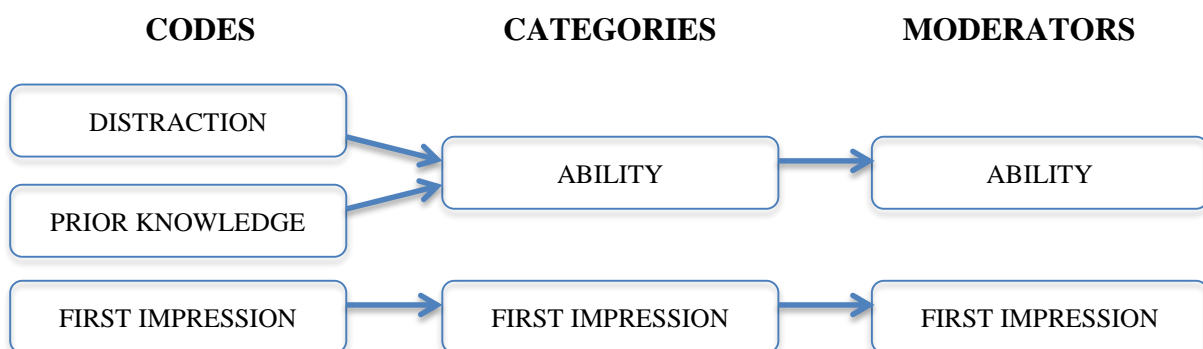 CODES
CATEGORIES
MODERATORS
DISTRACTION
PRIOR KNOWLEDGE
ABILITY
ABILITY
FIRST IMPRESSION
FIRST IMPRESSION
FIRST IMPRESSION